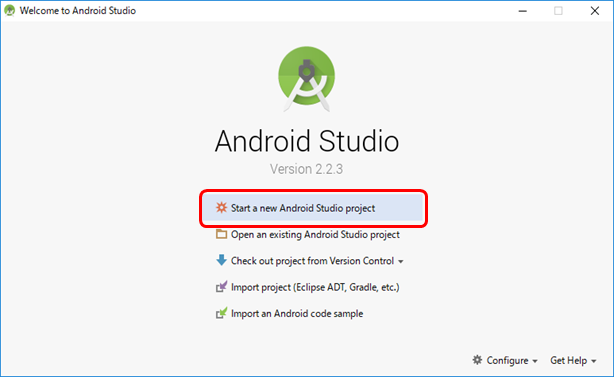 Welcome to Android Studio
Android Studio
Version 2.2.3
Start a new Android Studio project
Open an existing Android Studio project
Check out project from Version Control
Import project (Eclipse ADT, Gradle, etc.)
Import an Android code sample
Configure Get Help